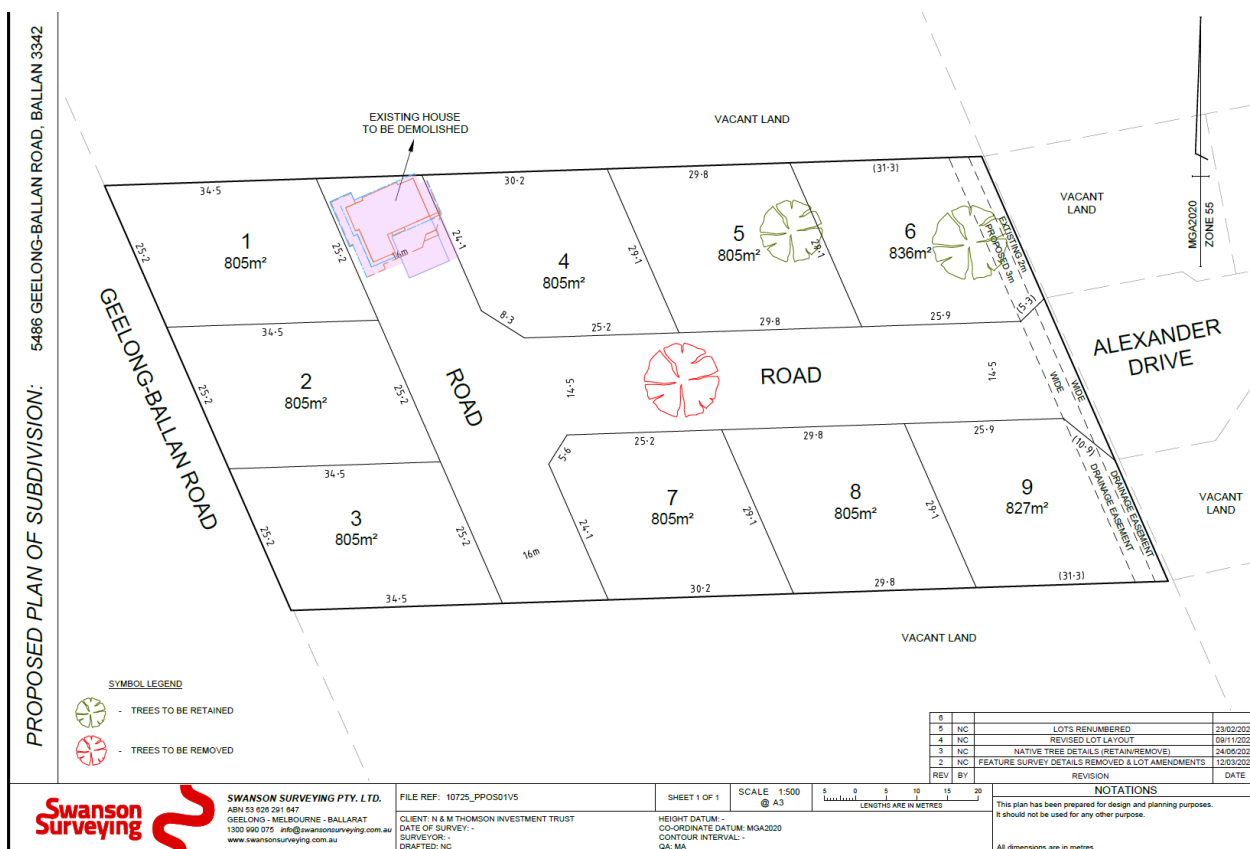 PROPOSED PLAN OF SUBDIVISION: 5486 GEELONG-BALLAN ROAD, BALLAN 3342
EXISTING HOUSE
TO BE DEMOLISHED
VACANT LAND
VACANT
LAND
MGA2020
ZONE 55
34·5
30·2
29·8
(31·3)
25·2
1
805m²
25·2
16m
24·1
4
805m²
29·1
5
805m²
29·1
6
836m²
EXTISTING 2m
PROPOSED 3m
8·3
25·2
29·8
25·9
(5·3)
34·5
GEELONG-BALLAN ROAD
25·2
2
805m²
25·2
ROAD
14·5
ROAD
14·5
WIDE
WIDE
ALEXANDER
DRIVE
34·5
5·6
25·2
29·8
25·9
(10·9)
25·2
3
805m²
25·2
16m
24·1
7
805m²
29·1
8
805m²
29·1
9
827m²
DRAINAGE EASEMENT
DRAINAGE EASEMENT
VACANT
LAND
34·5
30·2
29·8
(31·3)
VACANT LAND
SYMBOL LEGEND
- TREES TO BE RETAINED
- TREES TO BE REMOVED
6
5 NC LOTS RENUMBERED 23/02/202
4 NC REVISED LOT LAYOUT 09/11/202
3 NC NATIVE TREE DETAILS (RETAIN/REMOVE) 24/06/202
2 NC FEATURE SURVEY DETAILS REMOVED & LOT AMENDMENTS 12/03/202
REV BY REVISION DATE
Swanson
Surveying
SWANSON SURVEYING PTY. LTD.
ABN 53 626 291 647
GEELONG - MELBOURNE - BALLARAT
1300 990 075 info@swansonsurveying.com.au
www.swansonsurveying.com.au
FILE REF: 10725_PPOS01V5
SHEET 1 OF 1
SCALE 1:500
@ A3
5 0 5 10 15 20
LENGTHS ARE IN METRES
CLIENT: N & M THOMSON INVESTMENT TRUST
DATE OF SURVEY: -
SURVEYOR: -
DRAFTED: NC
HEIGHT DATUM: -
CO-ORDINATE DATUM: MGA2020
CONTOUR INTERVAL: -
QA: MA
NOTATIONS
This plan has been prepared for design and planning purposes.
It should not be used for any other purpose.
All dimensions are in metres